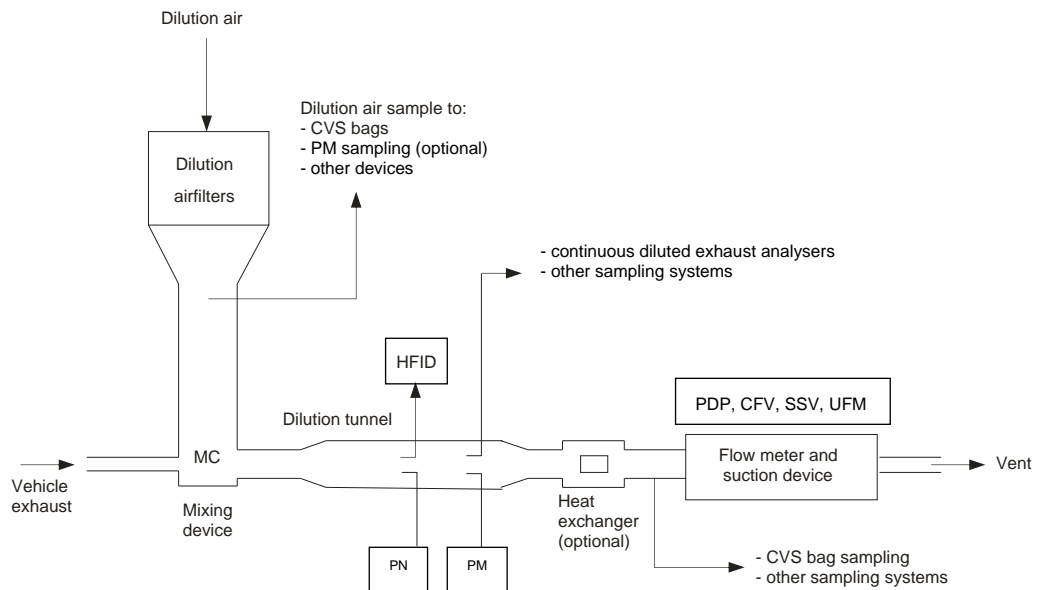 Dilution air
Dilution air sample to:
- CVS bags
- PM sampling (optional)
- other devices
Dilution
airfilters
- continuous diluted exhaust analysers
- other sampling systems
HFID
PDP, CFV, SSV, UFM
Dilution tunnel
MC
Flow meter and
suction device
Vent
Vehicle
exhaust
Mixing
device
Heat
exchanger
(optional)
PN
PM
- CVS bag sampling
- other sampling systems